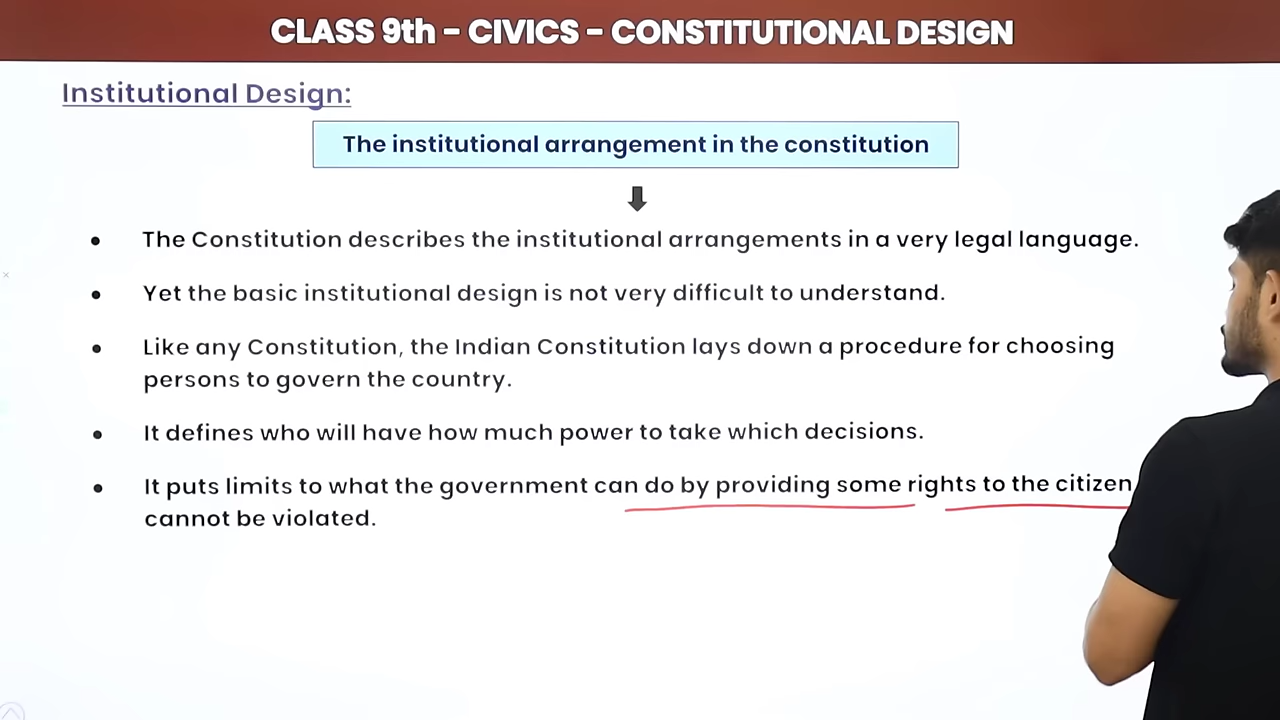 CLASS 9th - CIVICS - CONSTITUTIONAL DESIGN
Institutional Design:
The institutional arrangement in the constitution
• The Constitution describes the institutional arrangements in a very legal language.
• Yet the basic institutional design is not very difficult to understand.
• Like any Constitution, the Indian Constitution lays down a procedure for choosing
persons to govern the country.
• It defines who will have how much power to take which decisions.
• It puts limits to what the government can do by providing some rights to the citizen
cannot be violated.